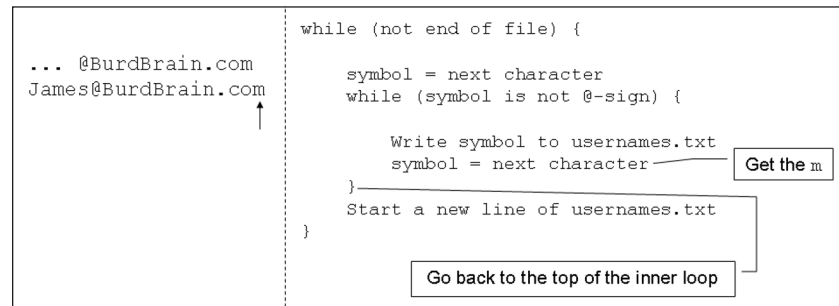 ... @BurdBrain.com
James@BurdBrain.com
while (not end of file) {
symbol = next character
while (symbol is not @-sign) {
Write symbol to usernames.txt
symbol = next character
Get the m
}
Start a new line of usernames.txt
}
Go back to the top of the inner loop